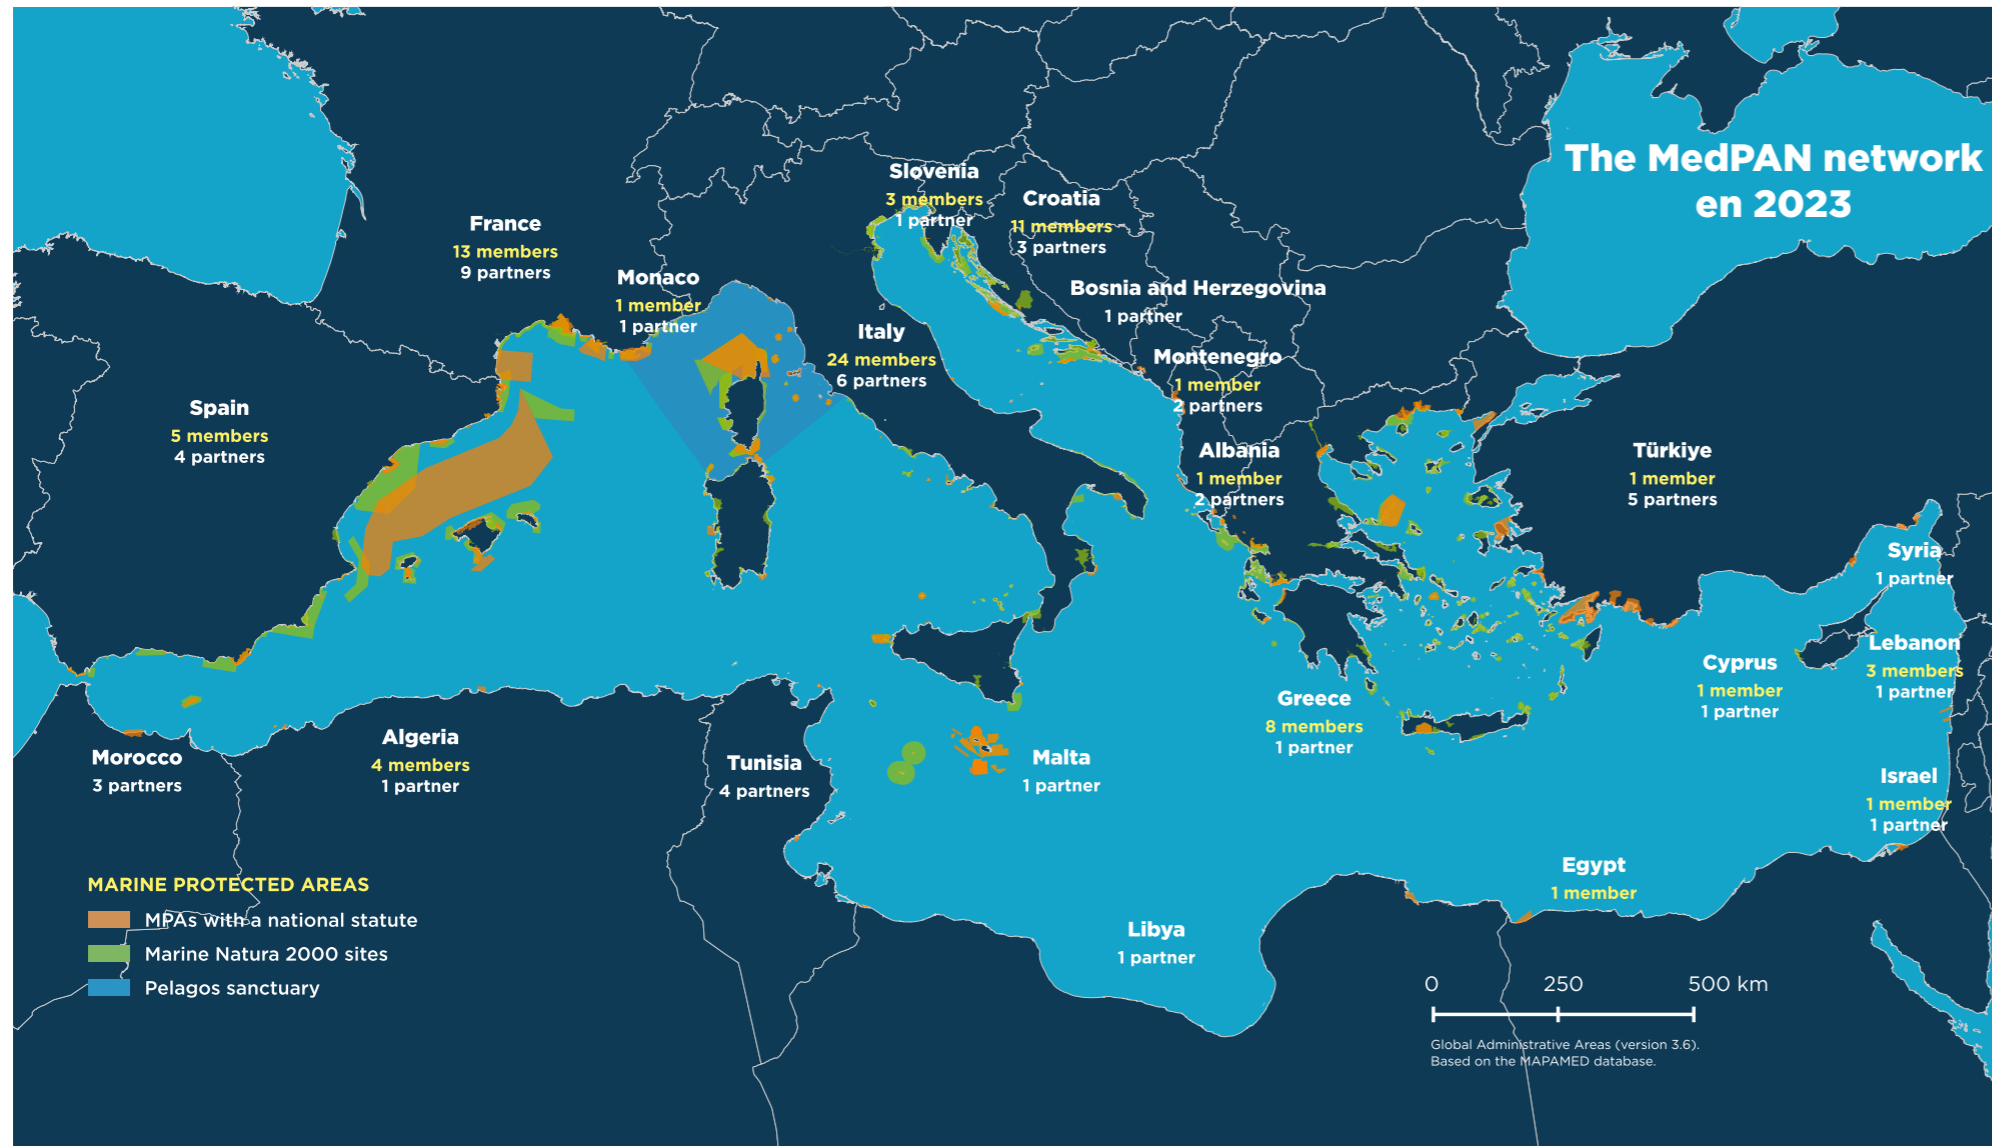 The MedPAN network
en 2023
Slovenia
3 members
1 partner
Croatia
11 members
3 partners
France
13 members
9 partners
Monaco
1 member
1 partner
Bosnia and Herzegovina
1 partner
Italy
24 members
6 partners
Montenegro
1 member
2 partners
Spain
5 members
4 partners
Albania
1 member
2 partners
Türkiye
1 member
5 partners
Syria
1 partner
Lebanon
3 members
1 partner
Cyprus
1 member
1 partner
Greece
8 members
1 partner
Morocco
3 partners
Algeria
4 members
1 partner
Tunisia
4 partners
Malta
1 partner
Israel
1 member
1 partner
Egypt
1 member
Libya
1 partner
MARINE PROTECTED AREAS
MPAs with a national statute
Marine Natura 2000 sites
Pelagos sanctuary
0 250 500 km
Global Administrative Areas (version 3.6).
Based on the MAPAMED database.